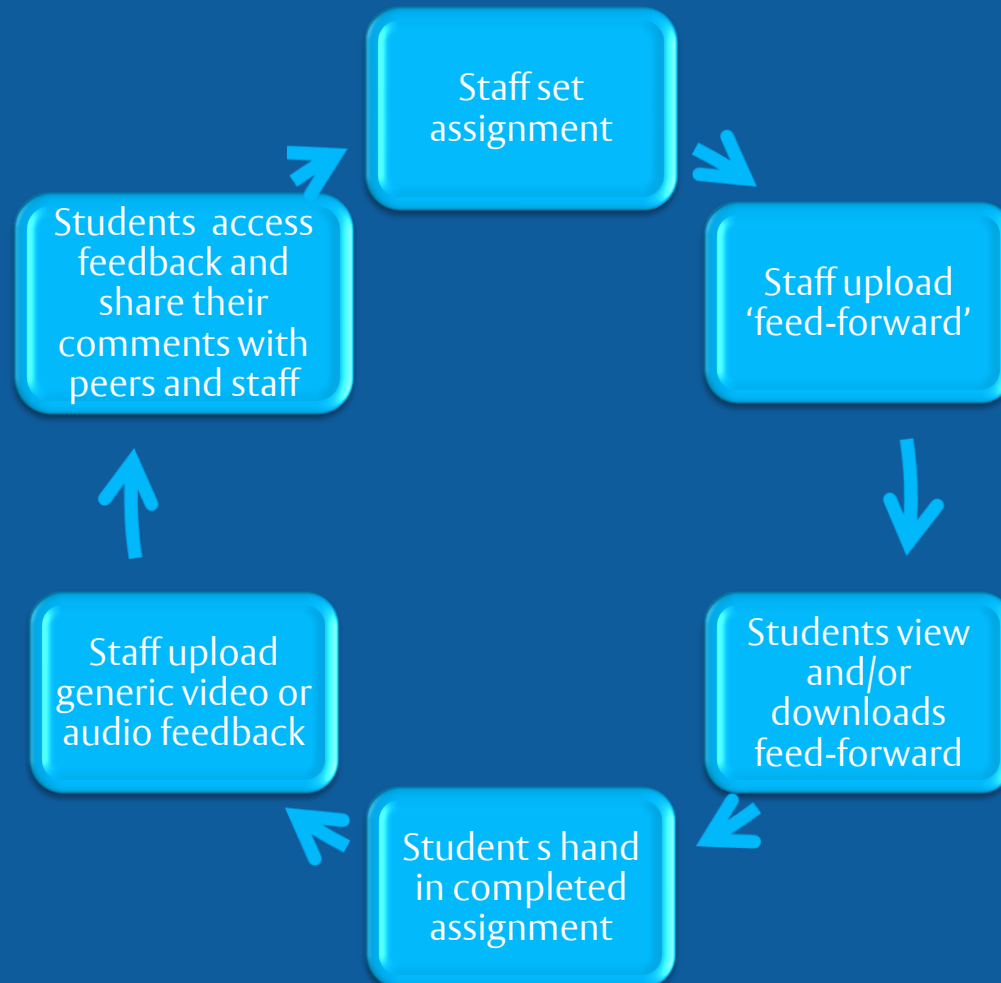 Staff set
assignment
Staff upload
‘feed-forward’
Students view
and/or
downloads
feed-forward
Student s hand
in completed
assignment
Staff upload
generic video or
audio feedback
Students  access
feedback and
share their
comments with
peers and staff